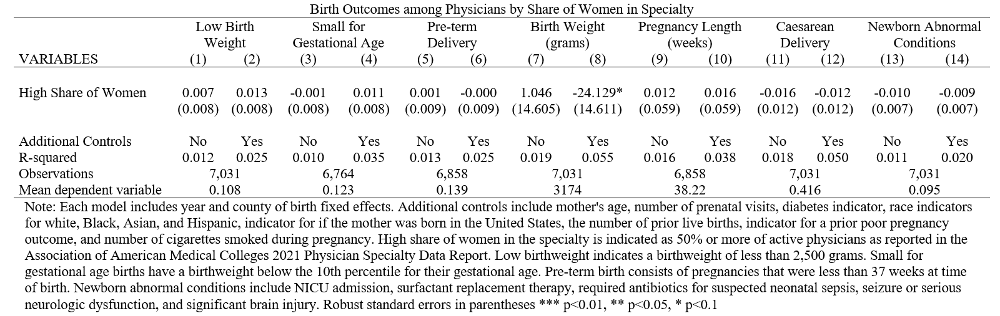 Birth Outcomes among Physicians by Share of Women in Specialty
Low Birth Small for Pre-term Birth Weight Pregnancy Length Caesarean Newborn Abnormal
Weight Gestational Age Delivery (grams) (weeks) Delivery Conditions
VARIABLES (1) (2) (3) (4) (5) (6) (7) (8) (9) (10) (11) (12) (13) (14)
High Share of Women 0.007 0.013 -0.001 0.011 0.001 -0.000 1.046 -24.129* 0.012 0.016 -0.016 -0.012 -0.010 -0.009
(0.008) (0.008) (0.008) (0.008) (0.009) (0.009) (14.605) (14.611) (0.059) (0.059) (0.012) (0.012) (0.007) (0.007)
Additional Controls No Yes No Yes No Yes No Yes No Yes No Yes No Yes
R-squared 0.012 0.025 0.010 0.035 0.013 0.025 0.019 0.055 0.016 0.038 0.018 0.050 0.011 0.020
Observations 7,031 6,764 6,858 7,031 6,858 7,031 7,031
Mean dependent variable 0.108 0.123 0.139 3174 38.22 0.416 0.095
Note: Each model includes year and county of birth fixed effects. Additional controls include mother's age, number of prenatal visits, diabetes indicator, race indicators
for white, Black, Asian, and Hispanic, indicator for if the mother was born in the United States, the number of prior live births, indicator for a prior poor pregnancy
outcome, and number of cigarettes smoked during pregnancy. High share of women in the specialty is indicated as 50% or more of active physicians as reported in the
Association of American Medical Colleges 2021 Physician Specialty Data Report. Low birthweight indicates a birthweight of less than 2,500 grams. Small for
gestational age births have a birthweight below the 10th percentile for their gestational age. Pre-term birth consists of pregnancies that were less than 37 weeks at time
of birth. Newborn abnormal conditions include NICU admission, surfactant replacement therapy, required antibiotics for suspected neonatal sepsis, seizure or serious
neurologic dysfunction, and significant brain injury. Robust standard errors in parentheses *** p<0.01, ** p<0.05, * p<0.1